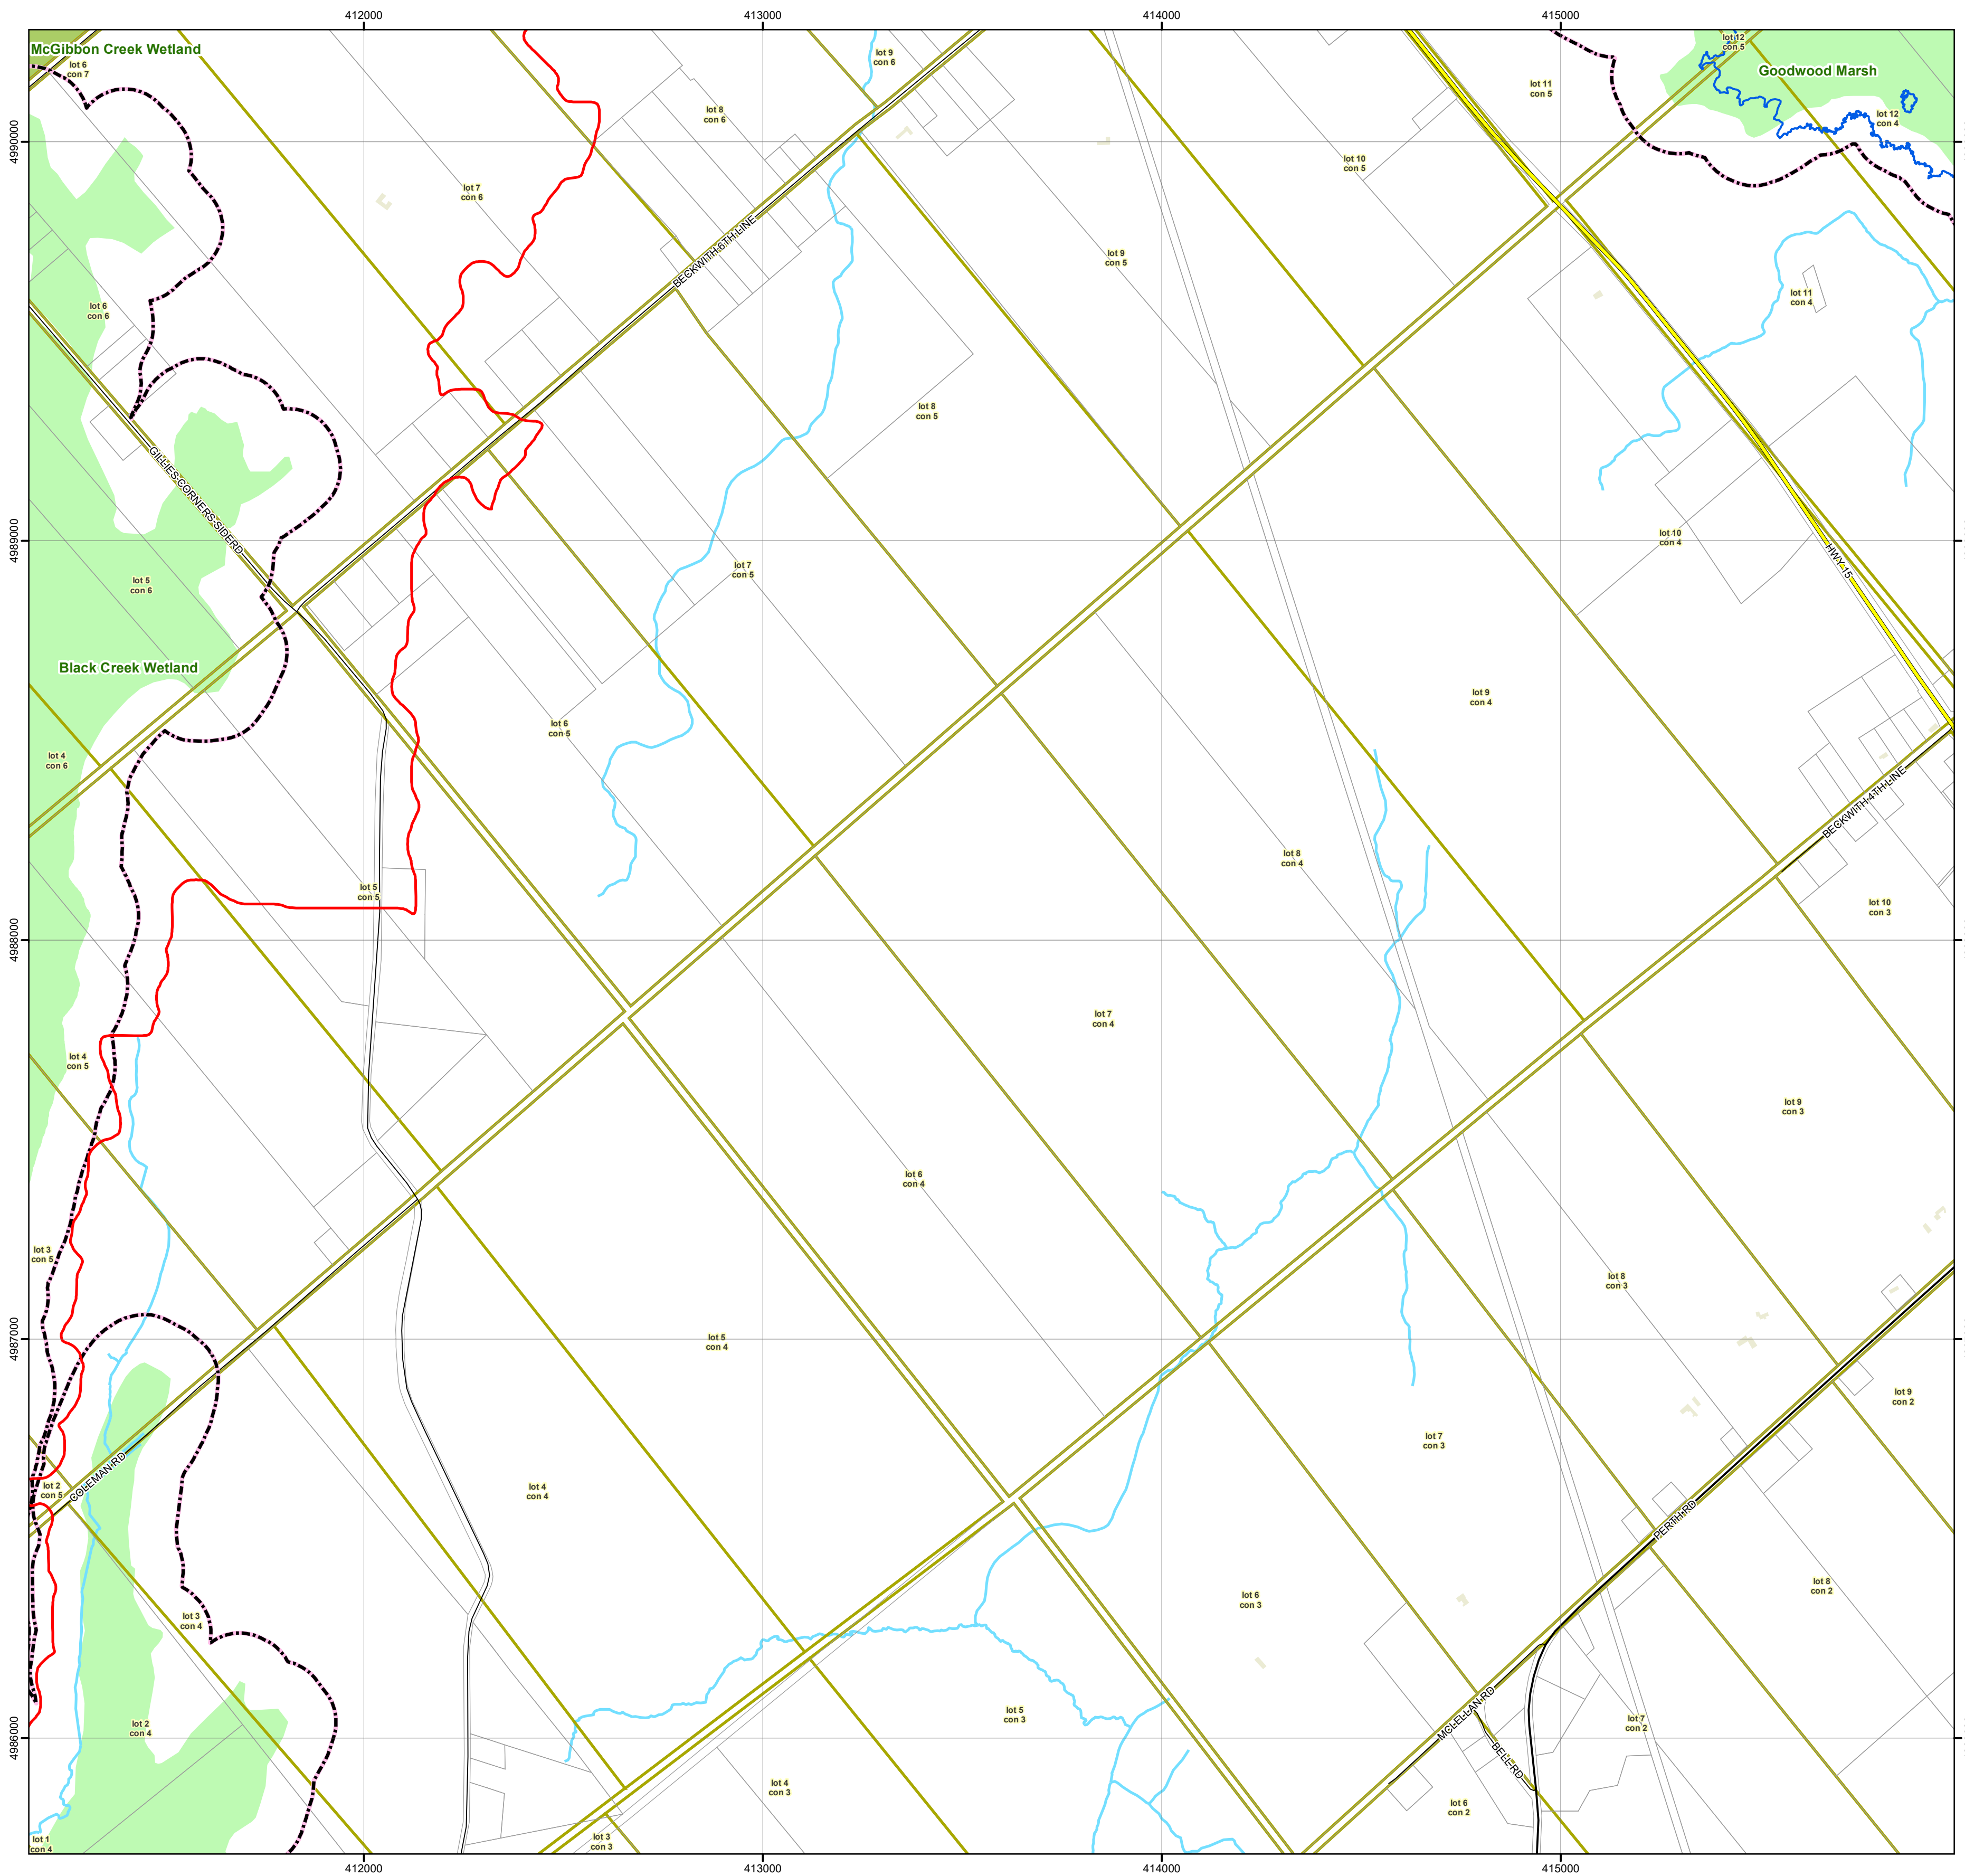 412000
413000
414000
415000
McGibbon Creek Wetland
lot 6
con 7
lot 9
con 6
lot 12
con 5
Goodwood Marsh
lot 11
con 5
lot 8
con 6
lot 12
con 4
4990000
lot 10
con 5
lot 7
con 6
BECKWITH 6TH LINE
lot 9
con 5
lot 11
con 4
lot 6
con 6
lot 8
con 5
GILLIES CORNERS SIDERD
4989000
lot 10
con 4
HWY 15
lot 7
con 5
lot 5
con 6
Black Creek Wetland
lot 9
con 4
lot 6
con 5
lot 4
con 6
BECKWITH 4TH LINE
lot 8
con 4
lot 5
con 5
lot 10
con 3
4988000
lot 7
con 4
lot 4
con 5
lot 9
con 3
lot 6
con 4
lot 3
con 5
lot 8
con 3
4987000
lot 5
con 4
lot 9
con 2
lot 7
con 3
COLEMAN RD
lot 2
con 5
lot 4
con 4
PERTH RD
lot 8
con 2
lot 6
con 3
lot 3
con 4
MCLELLAN RD
lot 5
con 3
lot 7
con 2
lot 2
con 4
4986000
BELL RD
lot 4
con 3
lot 6
con 2
lot 1
con 4
lot 3
con 3
412000
413000
414000
415000